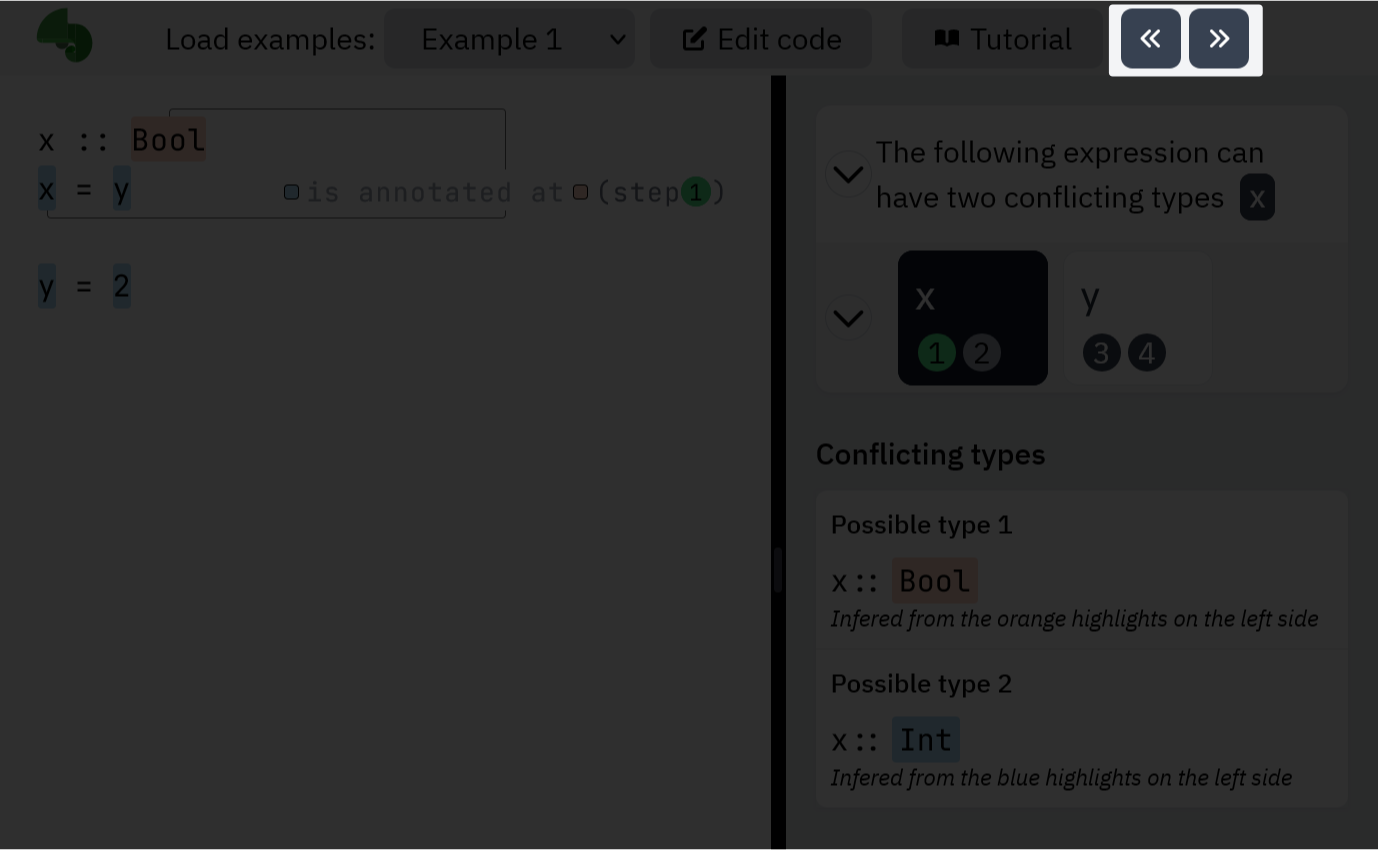 Load examples: Example 1 Edit code Tutorial « »
x :: Bool
x = y is annotated at (step 1)
y = 2
The following expression can
have two conflicting types x
x y
1 2 3 4
Conflicting types
Possible type 1
x :: Bool
Infered from the orange highlights on the left side
Possible type 2
x :: Int
Infered from the blue highlights on the left side